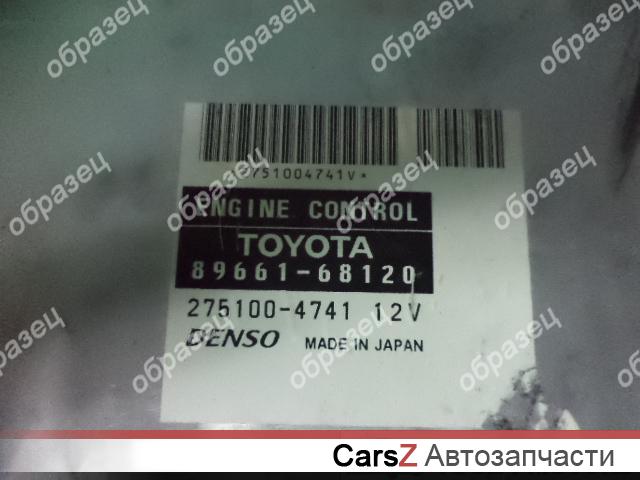 образец образец образец
образец образец образец
*2751004741V*
ENGINE CONTROL
TOYOTA
89661-68120
275100-4741 12V
DENSO MADE IN JAPAN
образец образец образец образец
образец образец
CarsZ Автозапчасти